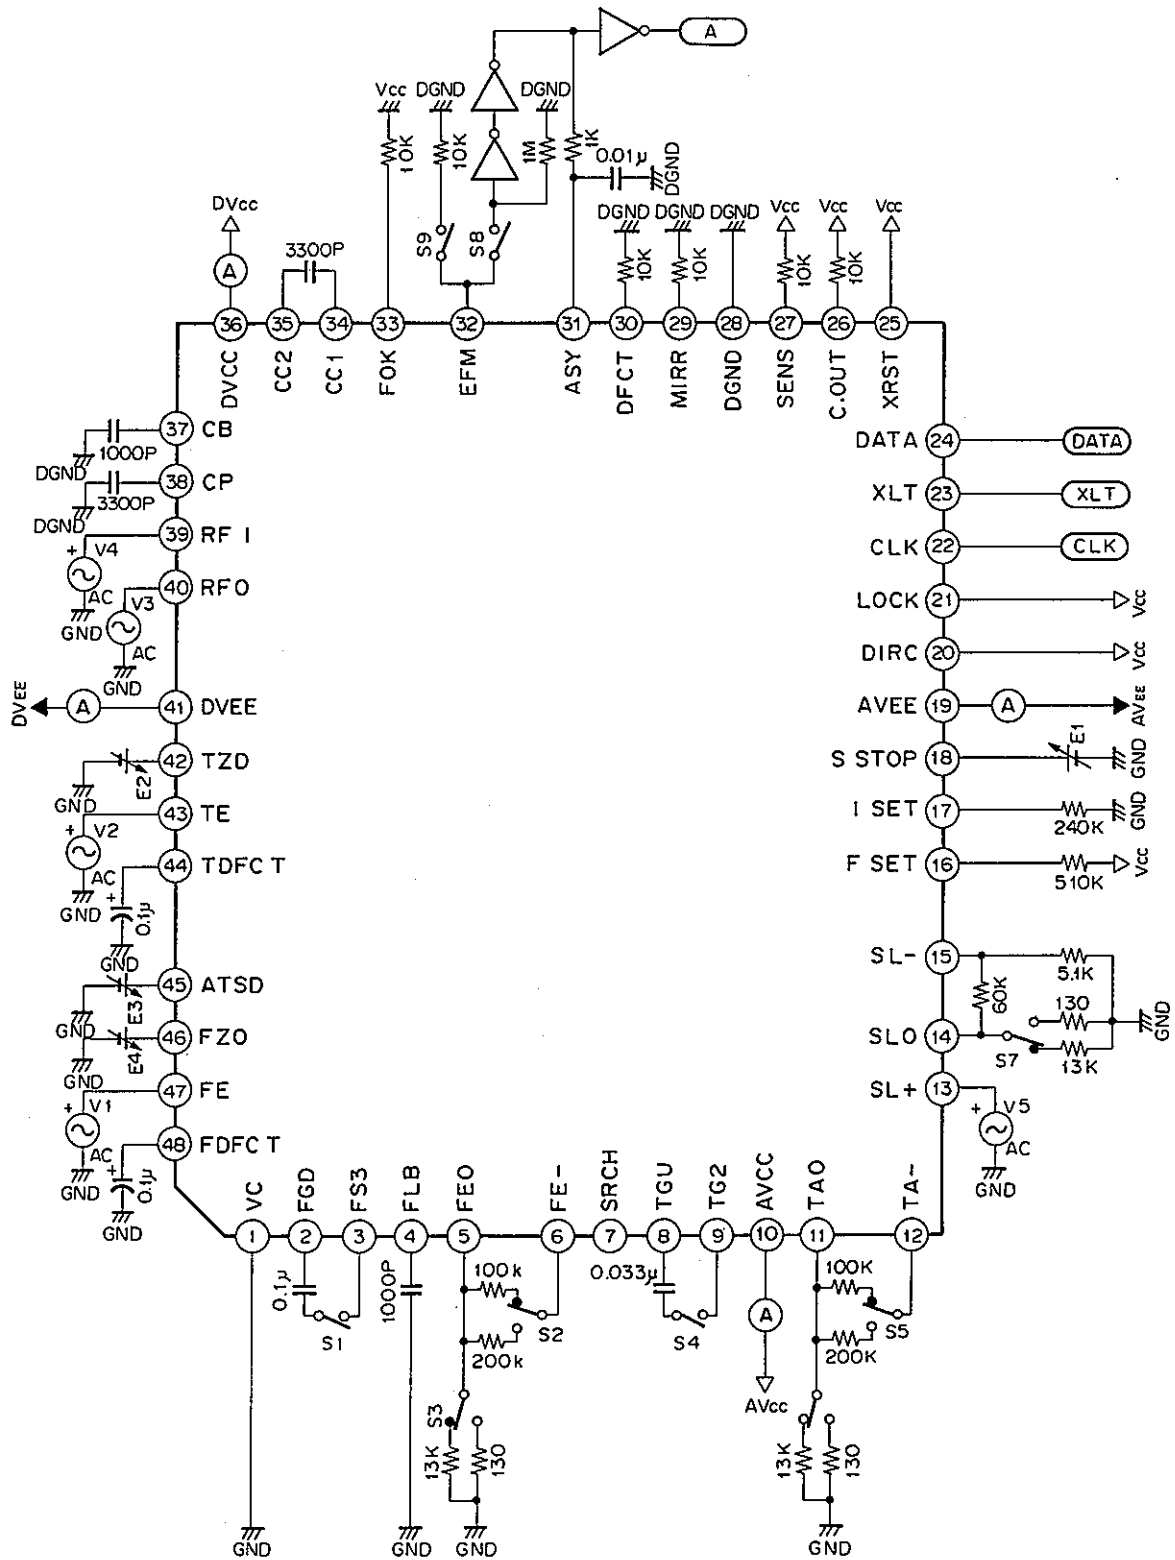 A
Vcc
DGND
DGND
10K
10K
1M
1K
0.01μ
DGND
DVcc
A
3300P
S9
S8
DGND
DGND
DGND
Vcc
Vcc
Vcc
10K
10K
10K
10K
36
35
34
33
32
31
30
29
28
27
26
25
DVCC
CC2
CC1
FOK
EFM
ASY
DFCT
MIRR
DGND
SENS
C.OUT
XRST
37 CB
1000P
DGND
38 CP
3300P
DGND
39 RF I
+ V4
AC
GND
40 RFO
V3
AC
GND
DVEE
A
41 DVEE
42 TZD
E2
GND
43 TE
+ V2
AC
GND
44 TDFCT
+
0.1μ
GND
45 ATSD
E3
GND
46 FZO
E4
GND
47 FE
+ V1
AC
GND
48 FDFCT
+
0.1μ
GND
DATA 24
DATA
XLT 23
XLT
CLK 22
CLK
LOCK 21
Vcc
DIRC 20
Vcc
AVEE 19
A
AVEE
S STOP 18
E1
GND
I SET 17
240K
GND
F SET 16
510K
Vcc
SL- 15
5.1K
60K
130
SLO 14
S7
13K
GND
SL+ 13
+ V5
AC
GND
VC
FGD
FS3
FLB
FEO
FE-
SRCH
TGU
TG2
AVCC
TAO
TA-
1
2
3
4
5
6
7
8
9
10
11
12
0.1μ
S1
1000P
100k
S2
200k
S3
13K
130
0.033μ
S4
A
AVcc
100K
S5
200K
13K
130
GND
GND
GND
GND